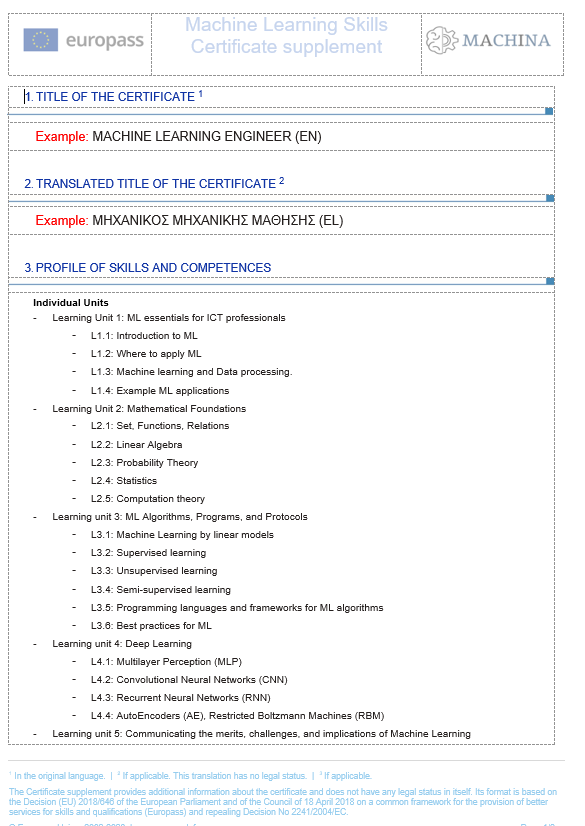 europass
Machine Learning Skills
Certificate supplement
MACHINA
1. TITLE OF THE CERTIFICATE 1
Example: MACHINE LEARNING ENGINEER (EN)
2. TRANSLATED TITLE OF THE CERTIFICATE 2
Example: ΜΗΧΑΝΙΚΟΣ ΜΗΧΑΝΙΚΗΣ ΜΑΘΗΣΗΣ (EL)
3. PROFILE OF SKILLS AND COMPETENCES
Individual Units
- Learning Unit 1: ML essentials for ICT professionals
- L1.1: Introduction to ML
- L1.2: Where to apply ML
- L1.3: Machine learning and Data processing.
- L1.4: Example ML applications
- Learning Unit 2: Mathematical Foundations
- L2.1: Set, Functions, Relations
- L2.2: Linear Algebra
- L2.3: Probability Theory
- L2.4: Statistics
- L2.5: Computation theory
- Learning unit 3: ML Algorithms, Programs, and Protocols
- L3.1: Machine Learning by linear models
- L3.2: Supervised learning
- L3.3: Unsupervised learning
- L3.4: Semi-supervised learning
- L3.5: Programming languages and frameworks for ML algorithms
- L3.6: Best practices for ML
- Learning unit 4: Deep Learning
- L4.1: Multilayer Perception (MLP)
- L4.2: Convolutional Neural Networks (CNN)
- L4.3: Recurrent Neural Networks (RNN)
- L4.4: AutoEncoders (AE), Restricted Boltzmann Machines (RBM)
- Learning unit 5: Communicating the merits, challenges, and implications of Machine Learning
1 In the original language. | 2 If applicable. This translation has no legal status. | 3 If applicable.
The Certificate supplement provides additional information about the certificate and does not have any legal status in itself. Its format is based on
the Decision (EU) 2018/646 of the European Parliament and of the Council of 18 April 2018 on a common framework for the provision of better
services for skills and qualifications (Europass) and repealing Decision No 2241/2004/EC.